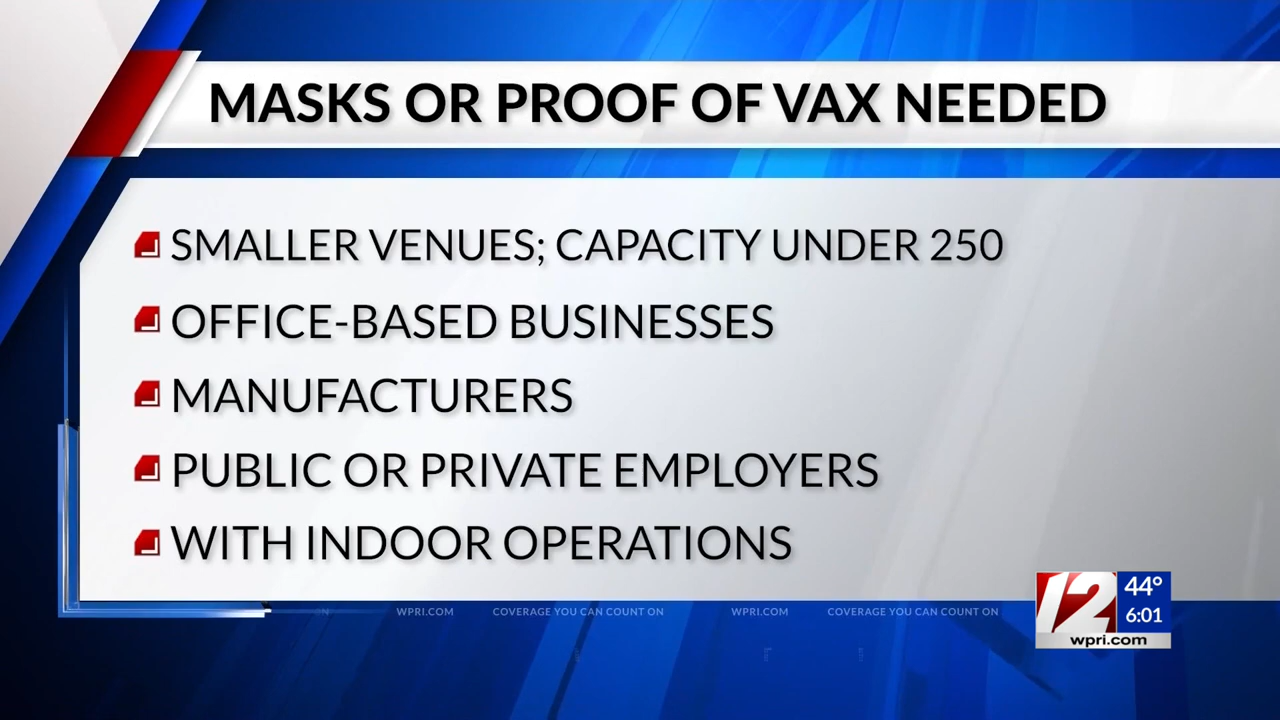 MASKS OR PROOF OF VAX NEEDED
SMALLER VENUES; CAPACITY UNDER 250
OFFICE-BASED BUSINESSES
MANUFACTURERS
PUBLIC OR PRIVATE EMPLOYERS
WITH INDOOR OPERATIONS
12 44°
6:01
wpri.com
ON WPRI.COM COVERAGE YOU CAN COUNT ON WPRI.COM COVERAGE YOU CAN COUNT ON